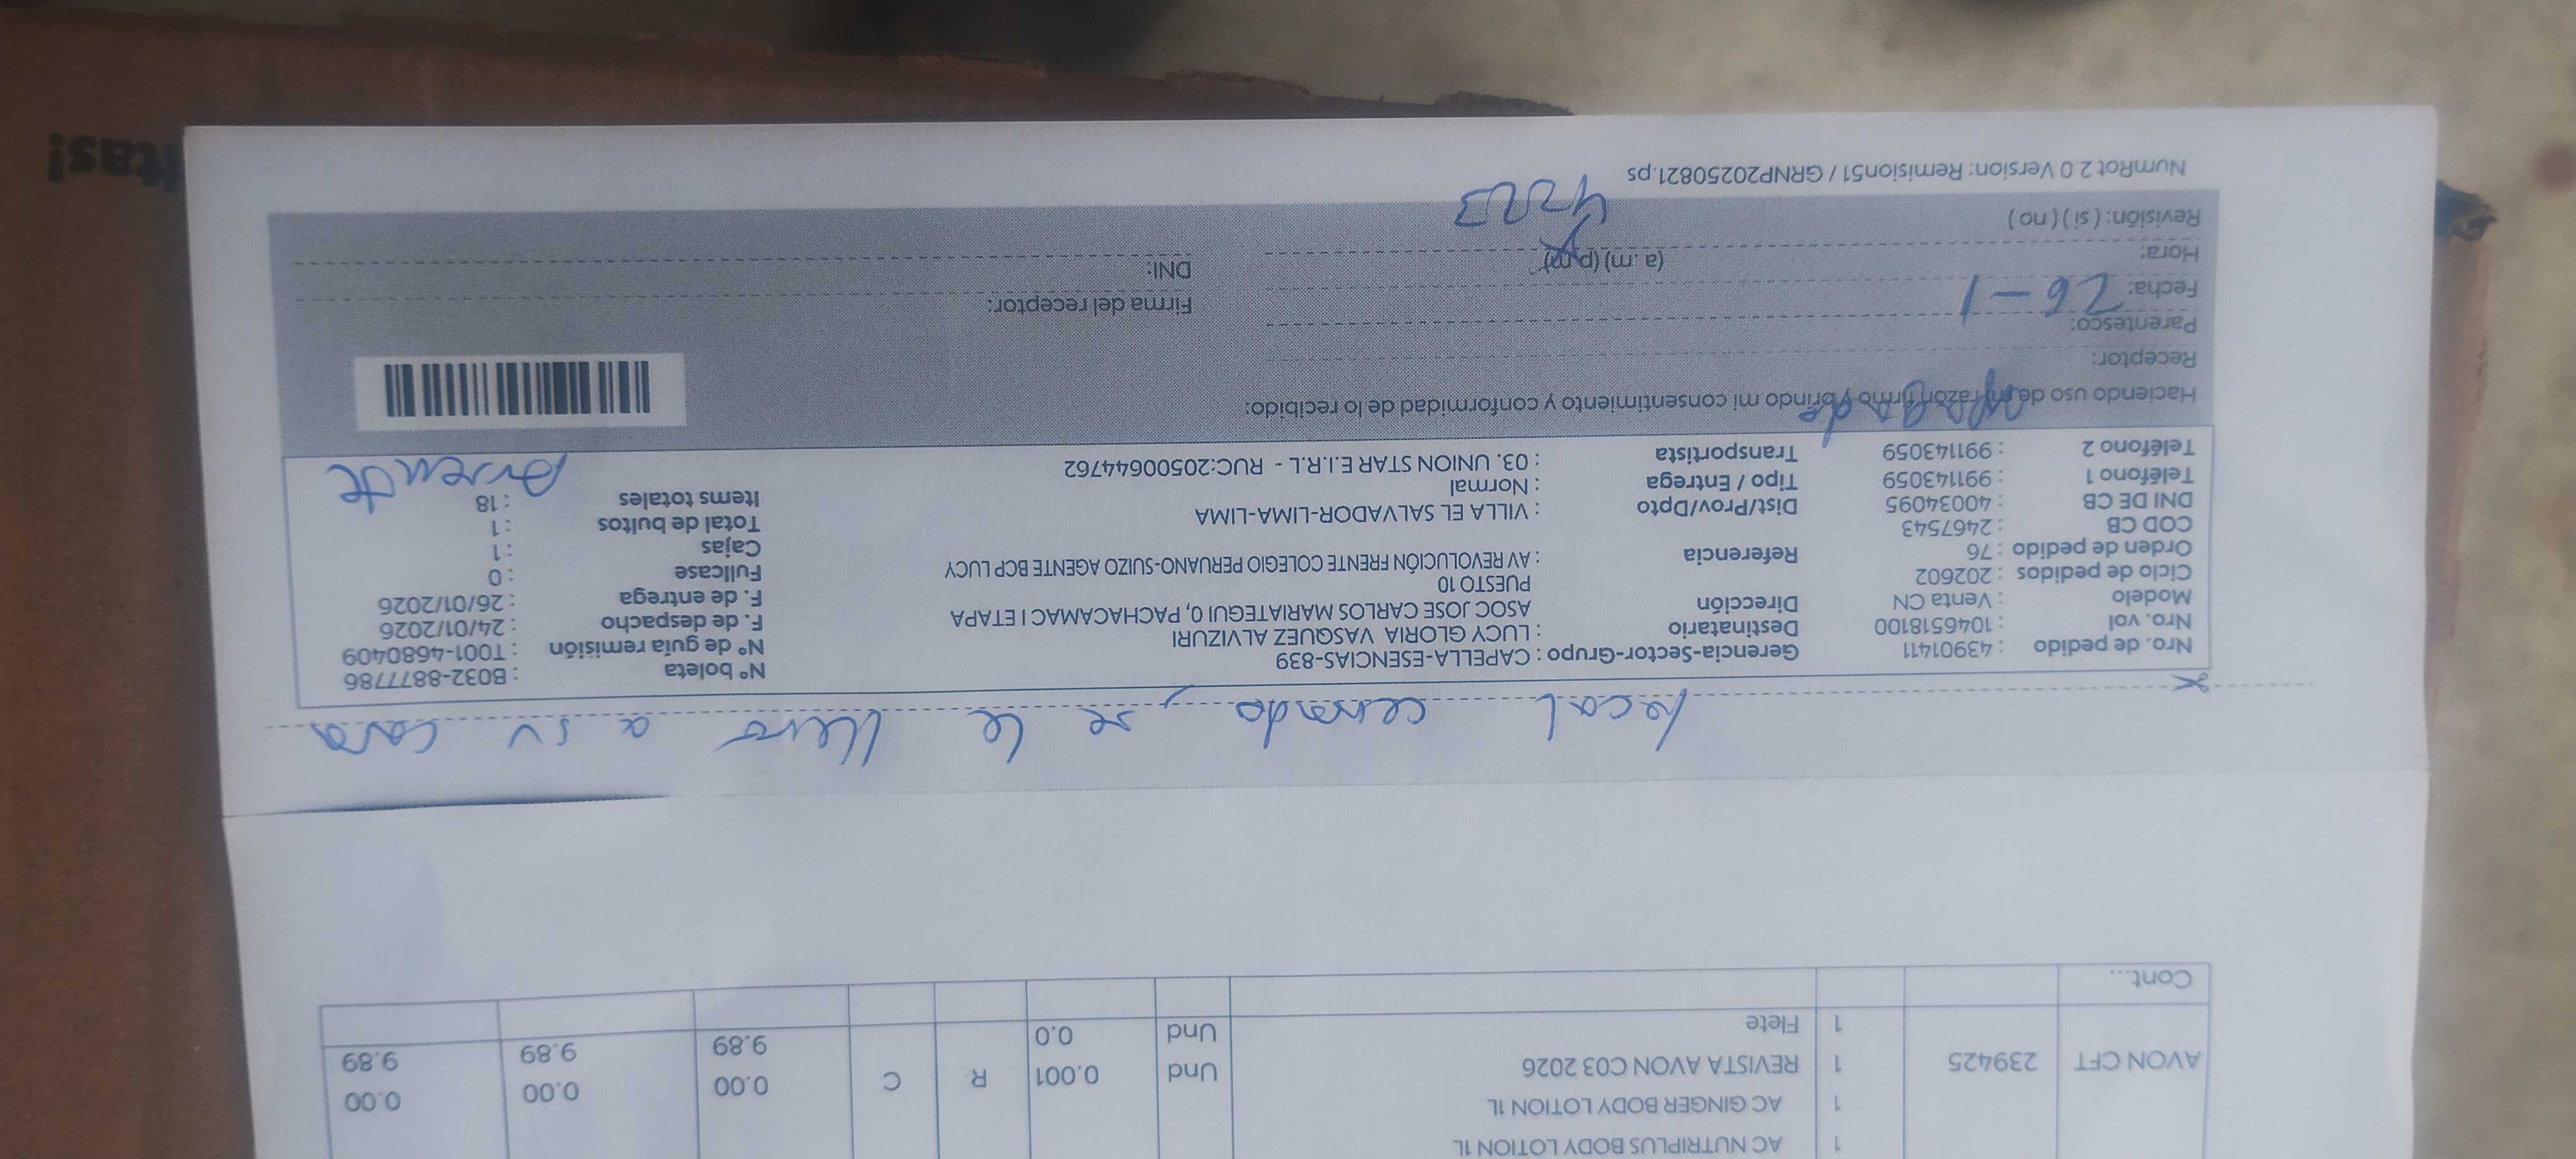 AC NUTRIPLUS BODY LOTION 1L 1
AC GINGER BODY LOTION 1L 1
AVON CFT 239425 1 REVISTA AVON C03 2026 Und 0.001 R C 0.00 0.00 0.00
1 Flete Und 0.0 9.89 9.89 9.89
Cont...
local cerrado, se le llevo a su casa
Nro. de pedido : 43901411
Nro. vol : 1046518100
Modelo : Venta CN
Ciclo de pedidos : 202602
Orden de pedido : 76
COD CB : 2467543
DNI DE CB : 40034095
Teléfono 1 : 991143059
Teléfono 2 : 991143059
Gerencia-Sector-Grupo : CAPELLA-ESENCIAS-839
Destinatario : LUCY GLORIA VASQUEZ ALVIZURI
Dirección ASOC JOSE CARLOS MARIATEGUI 0, PACHACAMAC I ETAPA
PUESTO 10
Referencia : AV REVOLUCIÓN FRENTE COLEGIO PERUANO-SUIZO AGENTE BCP LUCY
Dist/Prov/Dpto : VILLA EL SALVADOR-LIMA-LIMA
Tipo / Entrega : Normal
Transportista : 03. UNION STAR E.I.R.L - RUC:20500644762
N° boleta : B032-8877786
N° de guía remisión : T001-4680409
F. de despacho : 24/01/2026
F. de entrega : 26/01/2026
Fullcase : 0
Cajas : 1
Total de bultos : 1
Items totales : 18
Haciendo uso de mi razón firmo y brindo mi consentimiento y conformidad de lo recibido:
Receptor:
Parentesco:
Fecha: 26-1
Hora: (a.m) (p.m)
Revisión: ( si ) ( no )
Firma del receptor:
DNI:
4223
NumRot 2.0 Version: Remision51 / GRNP20250821.ps
tas!